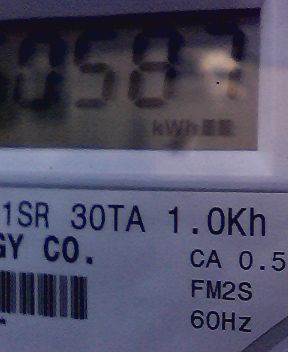 0587
kWh
1SR 30TA 1.0Kh
GY CO.
CA 0.5
FM2S
60Hz